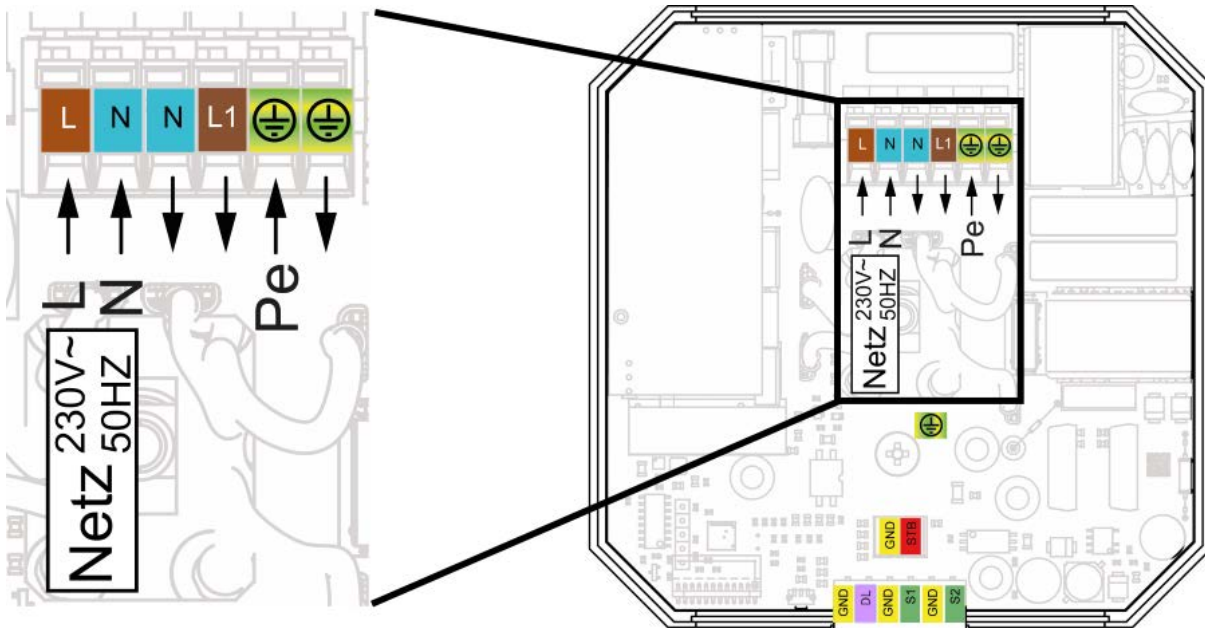 L N N L1
L N Pe
Netz 230V~ 50HZ
L N N L1
L N Pe
Netz 230V~ 50HZ
GND STB
GND DL GND S1 GND S2